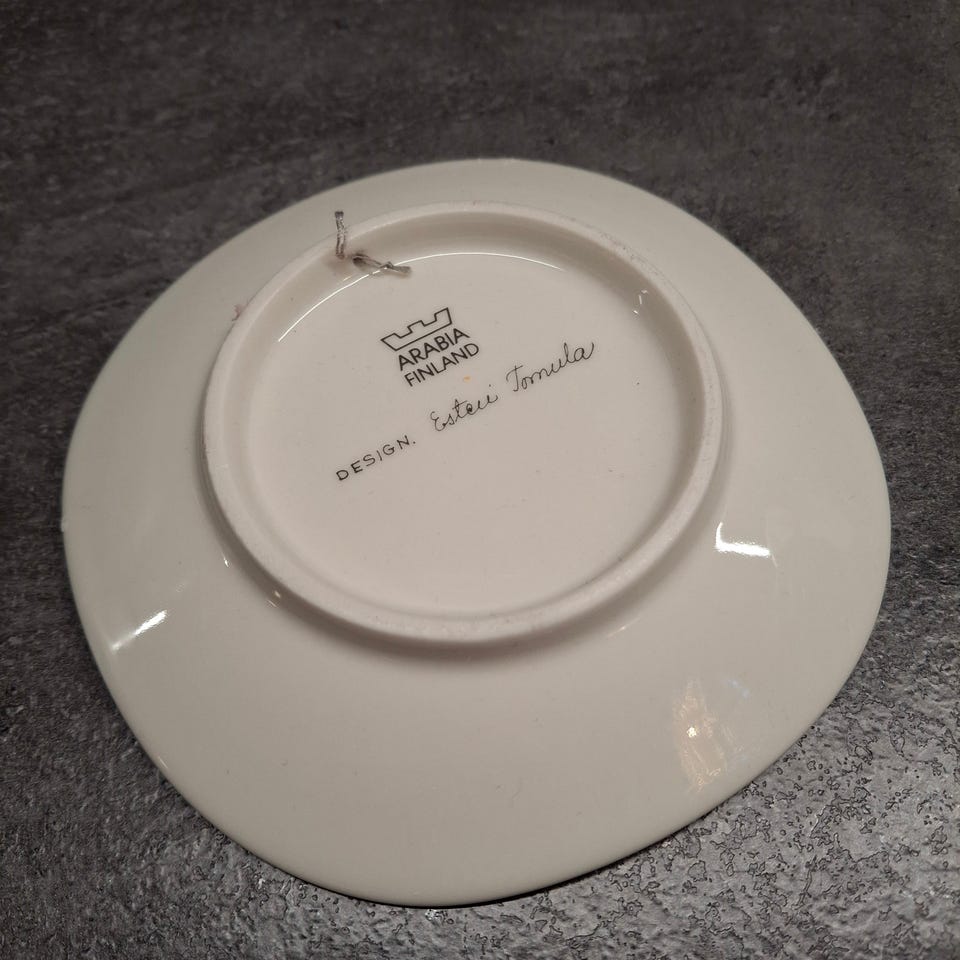 ARABIA
FINLAND
DESIGN. Esteri Tomula